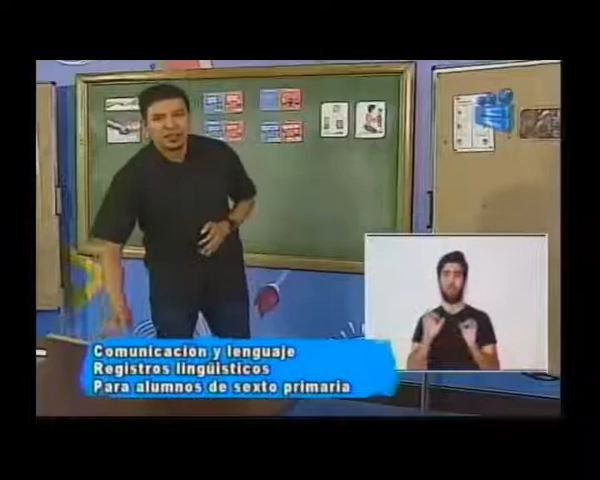 Comunicación y lenguaje
Registros lingüísticos
Para alumnos de sexto primaria